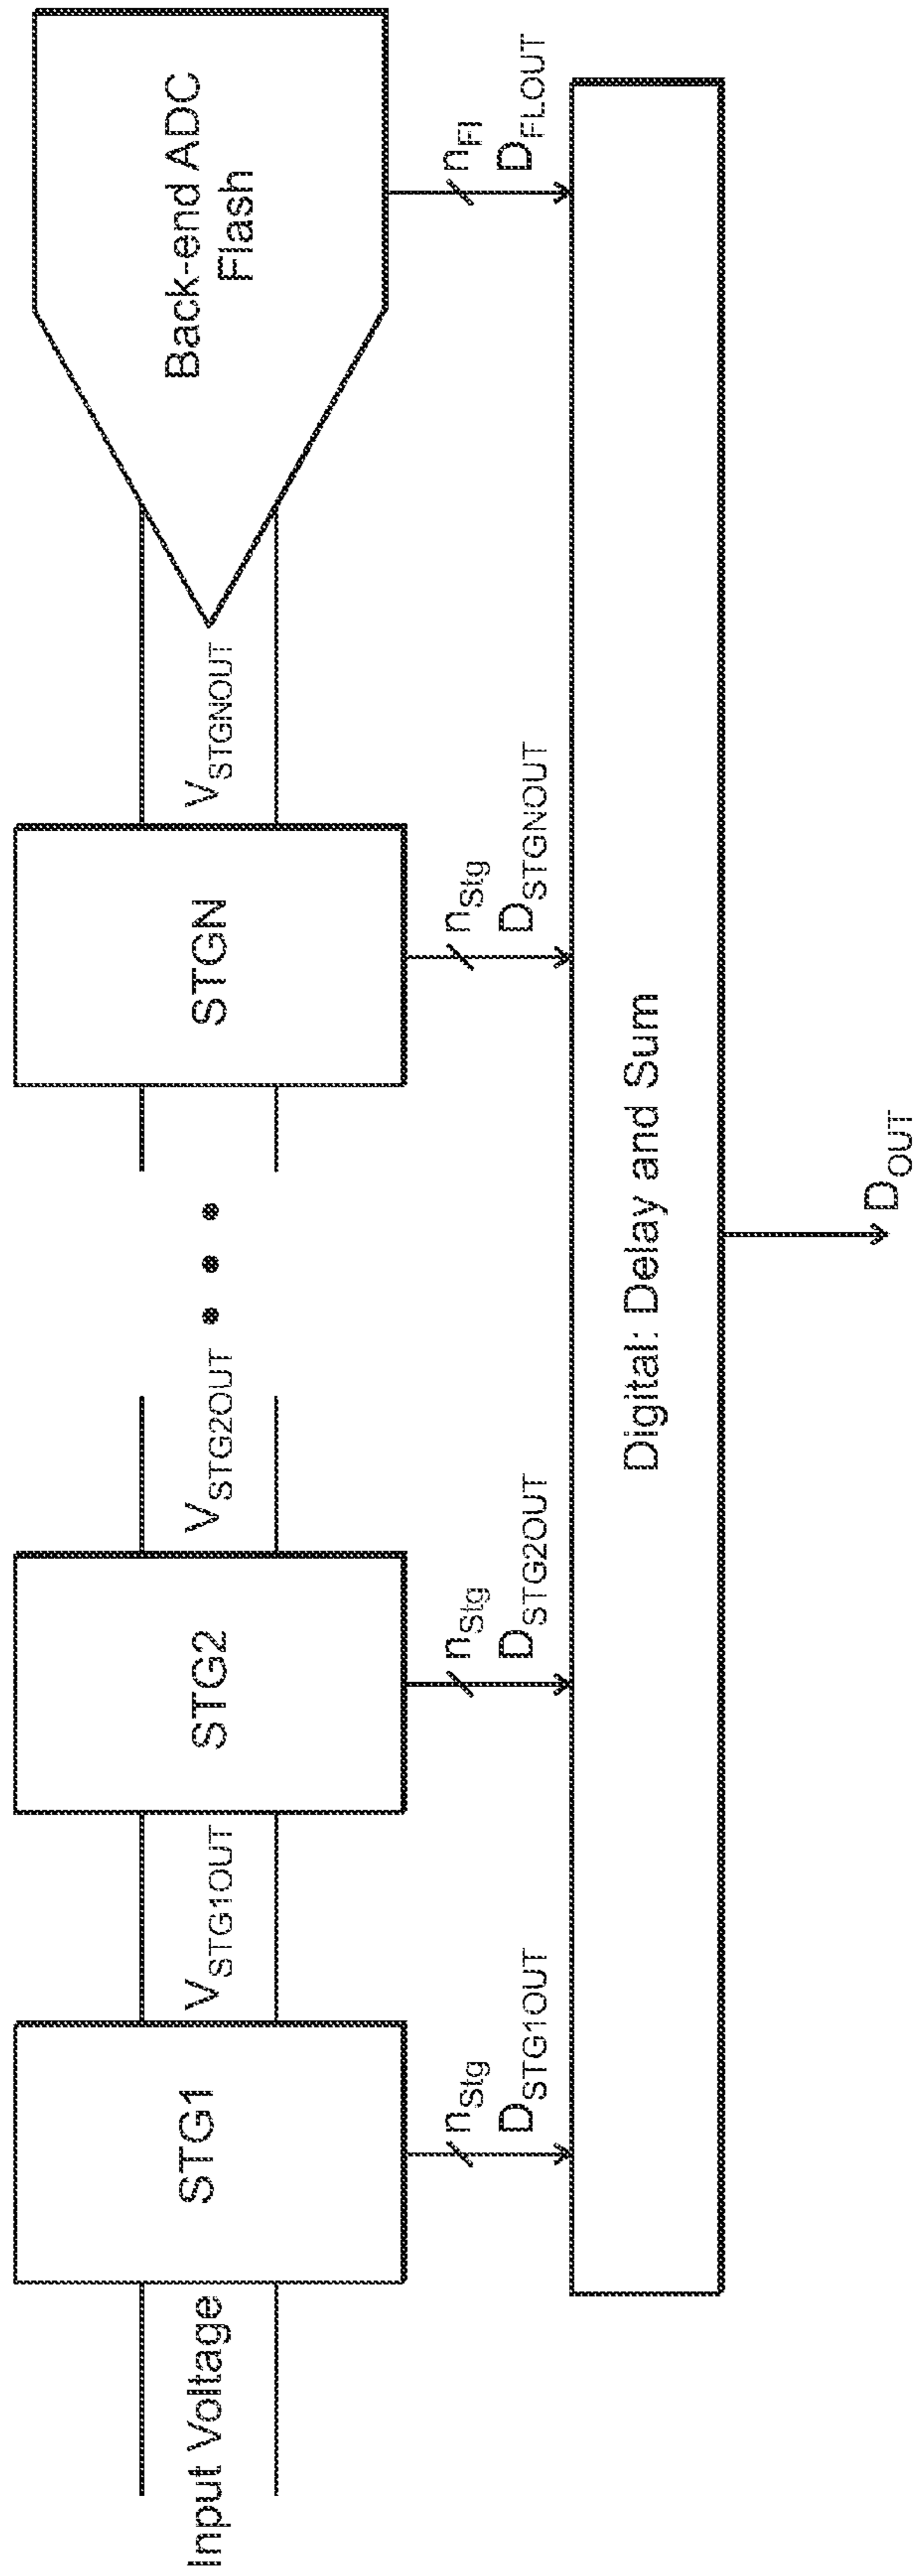 Input Voltage
STG1
V_STG1OUT
STG2
V_STG2OUT
STGN
V_STGNOUT
Back-end ADC
Flash
n_Stg
D_STG1OUT
n_Stg
D_STG2OUT
n_Stg
D_STGNOUT
n_Fl
D_FLOUT
Digital: Delay and Sum
D_OUT